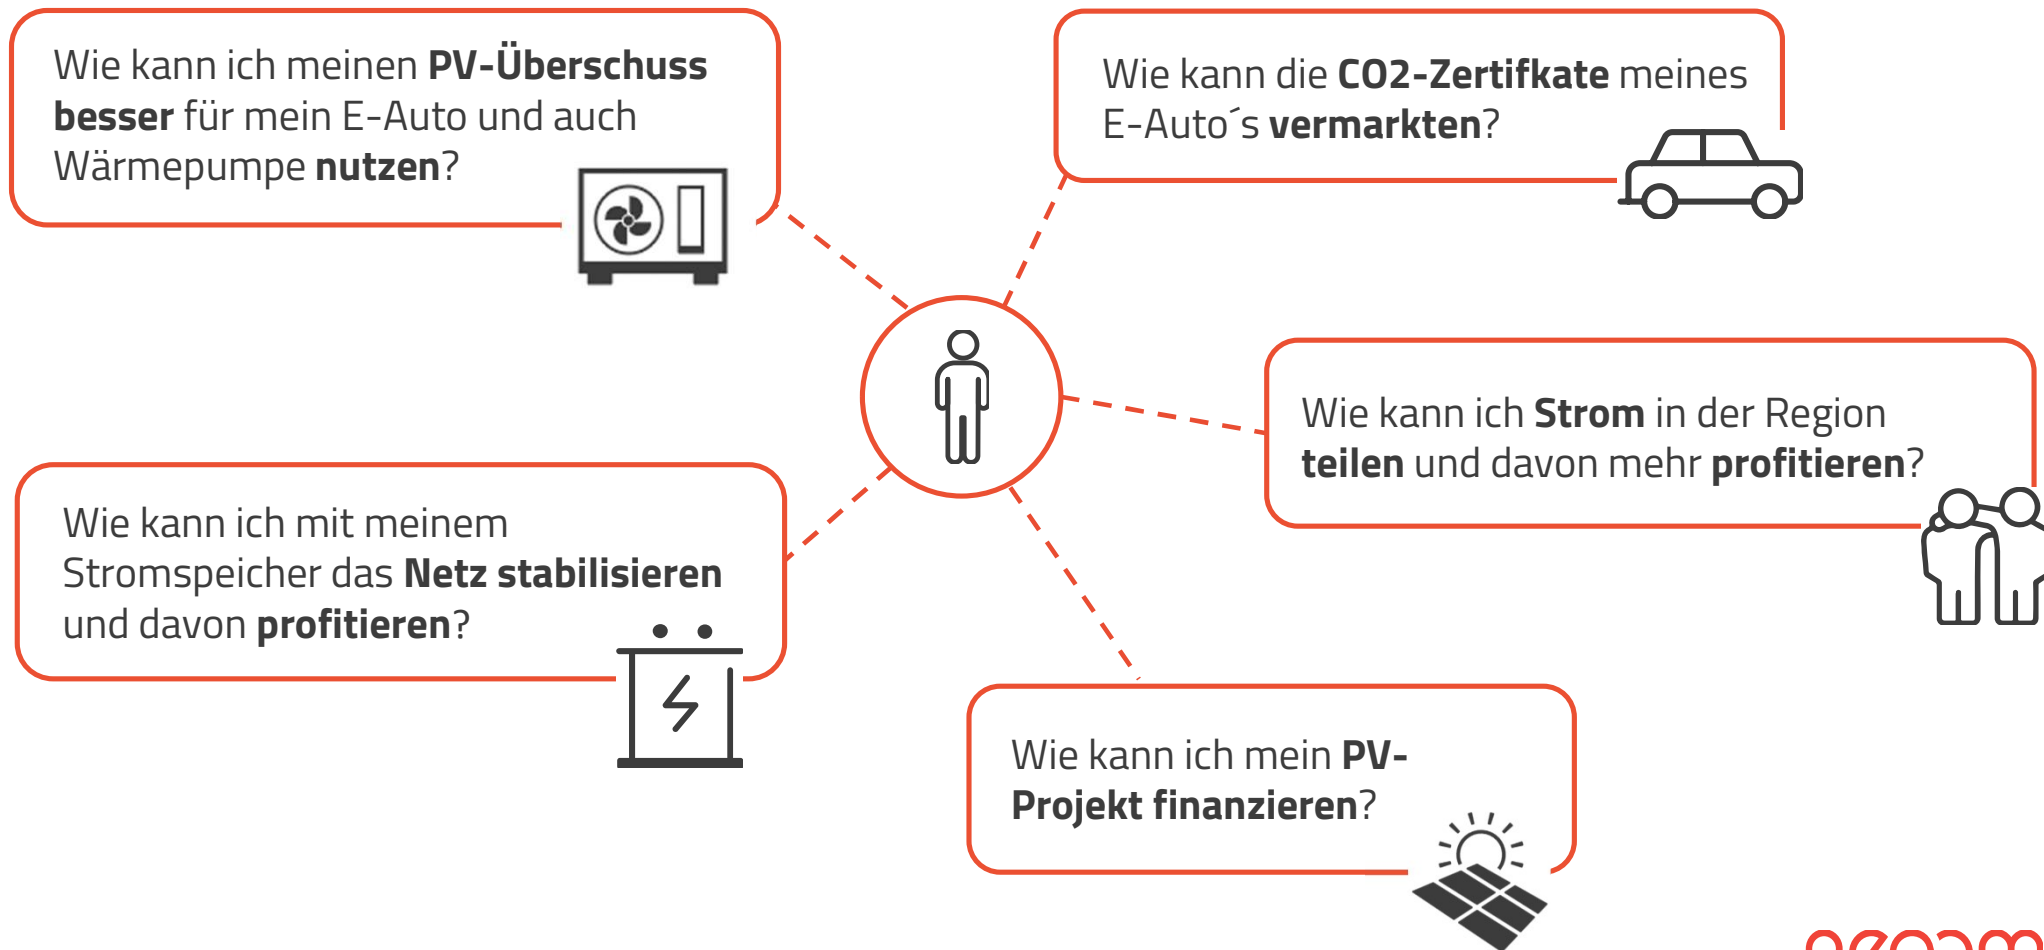 Wie kann ich meinen PV-Überschuss
besser für mein E-Auto und auch
Wärmepumpe nutzen?
Wie kann die CO2-Zertifkate meines
E-Auto´s vermarkten?
Wie kann ich Strom in der Region
teilen und davon mehr profitieren?
Wie kann ich mit meinem
Stromspeicher das Netz stabilisieren
und davon profitieren?
Wie kann ich mein PV-
Projekt finanzieren?